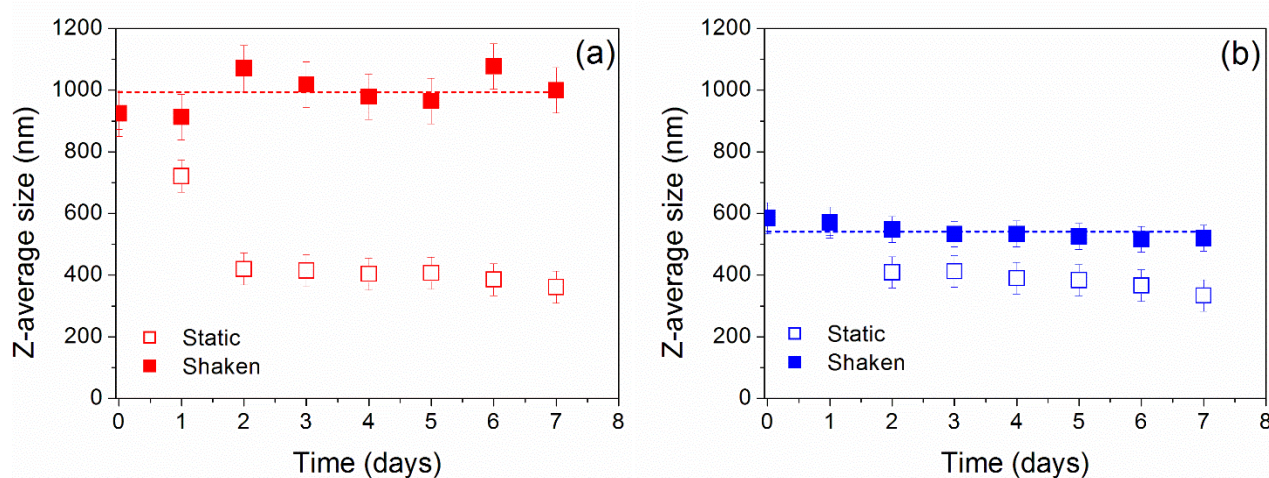 (a)
Z-average size (nm)
1200
1000
800
600
400
200
0
Static
Shaken
0 1 2 3 4 5 6 7 8
Time (days)
(b)
Z-average size (nm)
1200
1000
800
600
400
200
0
Static
Shaken
0 1 2 3 4 5 6 7 8
Time (days)